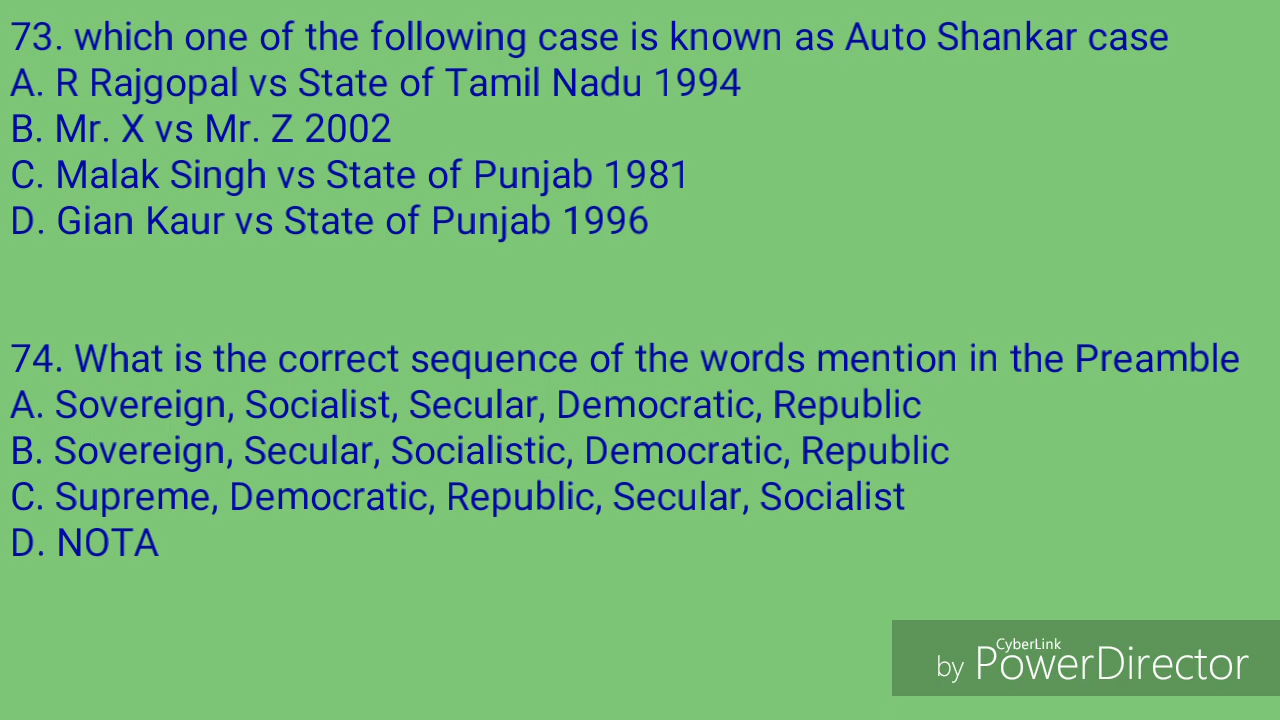 73. which one of the following case is known as Auto Shankar case
A. R Rajgopal vs State of Tamil Nadu 1994
B. Mr. X vs Mr. Z 2002
C. Malak Singh vs State of Punjab 1981
D. Gian Kaur vs State of Punjab 1996
74. What is the correct sequence of the words mention in the Preamble
A. Sovereign, Socialist, Secular, Democratic, Republic
B. Sovereign, Secular, Socialistic, Democratic, Republic
C. Supreme, Democratic, Republic, Secular, Socialist
D. NOTA
CyberLink
by PowerDirector